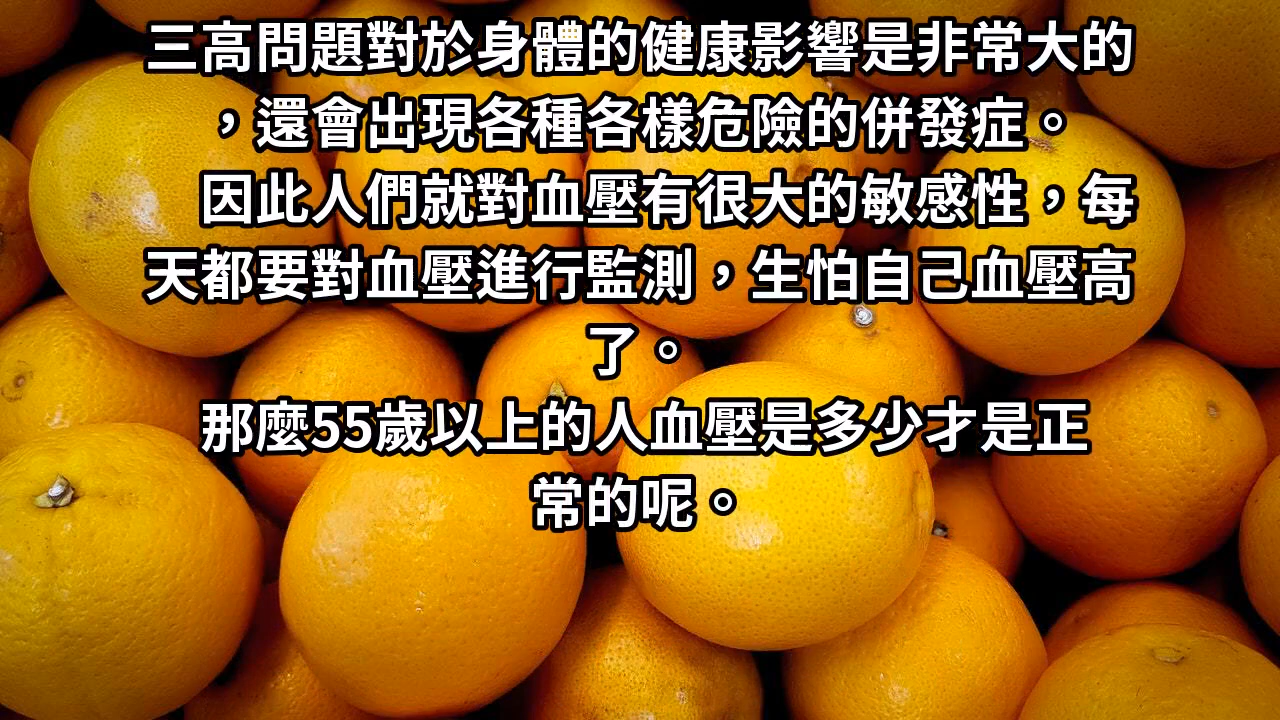 三高問題對於身體的健康影響是非常大的
，還會出現各種各樣危險的併發症。
因此人們就對血壓有很大的敏感性，每
天都要對血壓進行監測，生怕自己血壓高
了。
那麼55歲以上的人血壓是多少才是正
常的呢。